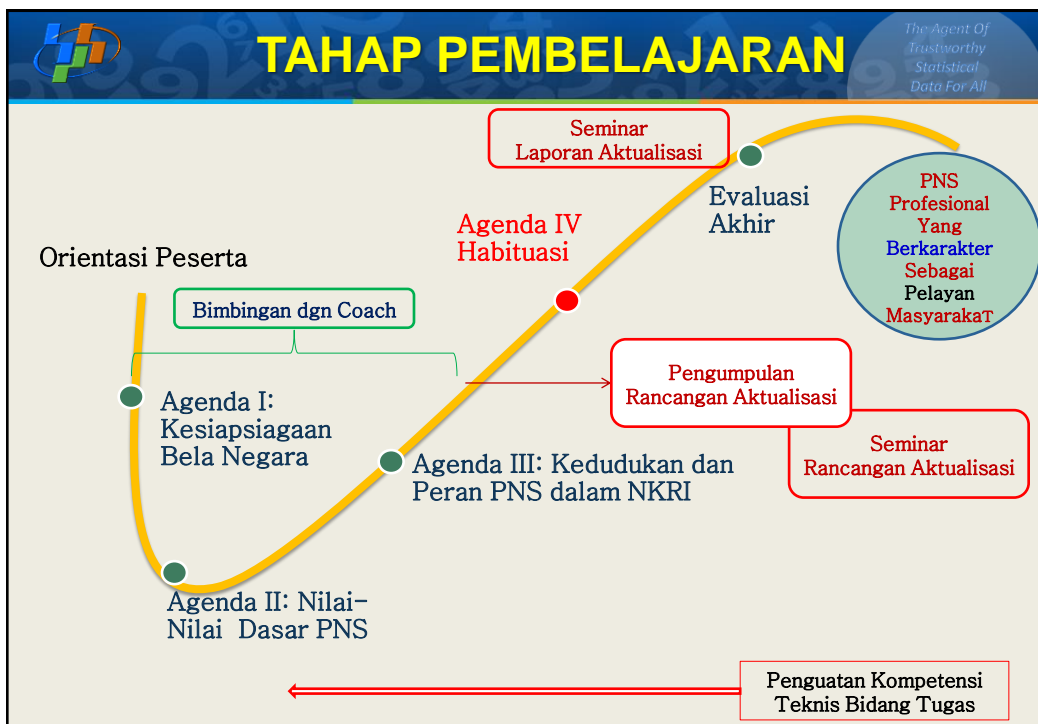 TAHAP PEMBELAJARAN
The Agent Of
Trustworthy
Statistical
Data For All
Seminar
Laporan Aktualisasi
Evaluasi
Akhir
PNS
Profesional
Yang
Berkarakter
Sebagai
Pelayan
MasyarakaT
Agenda IV
Habituasi
Orientasi Peserta
Bimbingan dgn Coach
Pengumpulan
Rancangan Aktualisasi
Seminar
Rancangan Aktualisasi
Agenda I:
Kesiapsiagaan
Bela Negara
Agenda III: Kedudukan dan
Peran PNS dalam NKRI
Agenda II: Nilai-
Nilai  Dasar PNS
Penguatan Kompetensi
Teknis Bidang Tugas